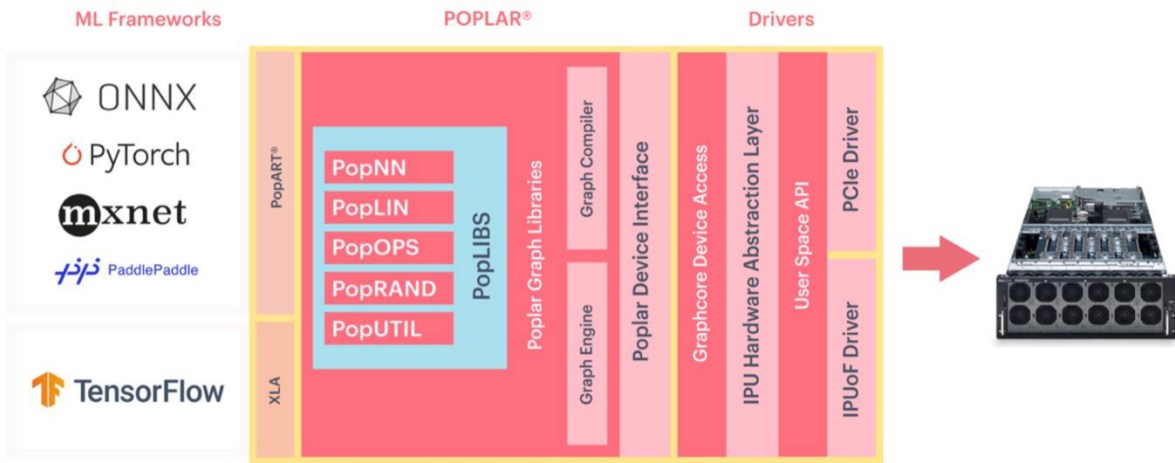 ML Frameworks
POPLAR®
Drivers
ONNX
PyTorch
mxnet
PaddlePaddle
TensorFlow
PopART®
XLA
PopNN
PopLIN
PopOPS
PopRAND
PopUTIL
PopLIBS
Poplar Graph Libraries
Graph Compiler
Graph Engine
Poplar Device Interface
Graphcore Device Access
IPU Hardware Abstraction Layer
User Space API
PCIe Driver
IPUoF Driver